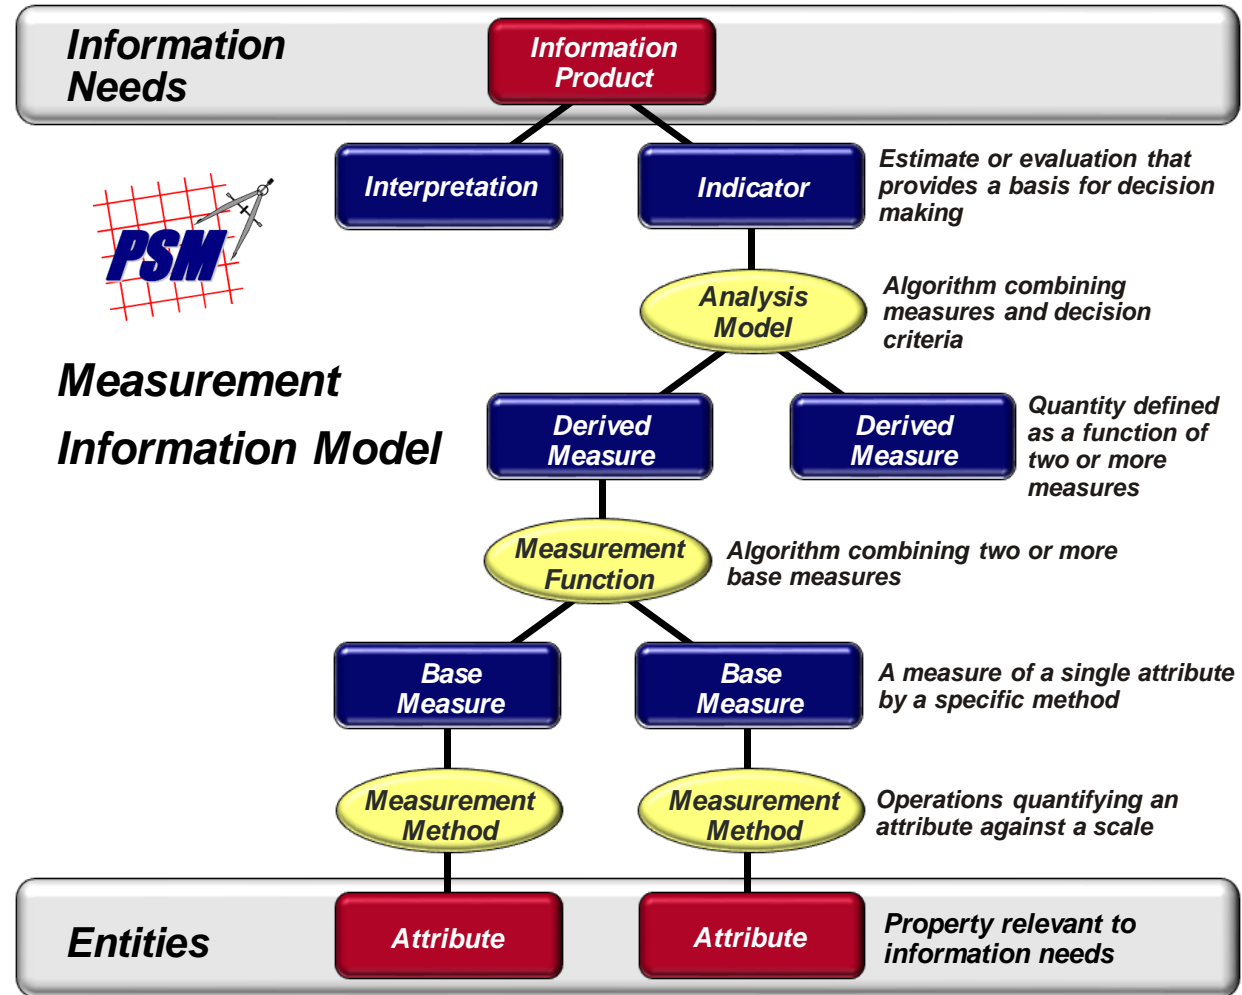 Information
Needs
Information
Product
Interpretation
Indicator
Estimate or evaluation that
provides a basis for decision
making
PSM
Analysis
Model
Algorithm combining
measures and decision
criteria
Measurement
Information Model
Derived
Measure
Derived
Measure
Quantity defined
as a function of
two or more
measures
Measurement
Function
Algorithm combining two or more
base measures
Base
Measure
Base
Measure
A measure of a single attribute
by a specific method
Measurement
Method
Measurement
Method
Operations quantifying an
attribute against a scale
Entities
Attribute
Attribute
Property relevant to
information needs